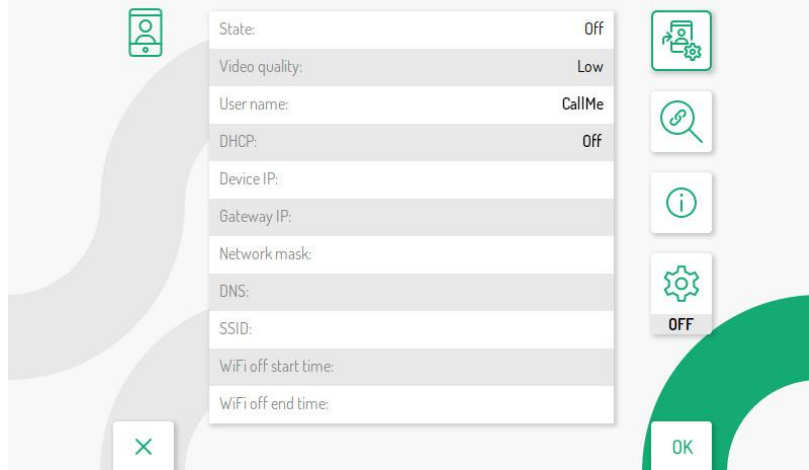 State: Off
Video quality: Low
User name: CallMe
DHCP: Off
Device IP:
Gateway IP:
Network mask:
DNS:
SSID:
WiFi off start time:
WiFi off end time:
OFF
OK